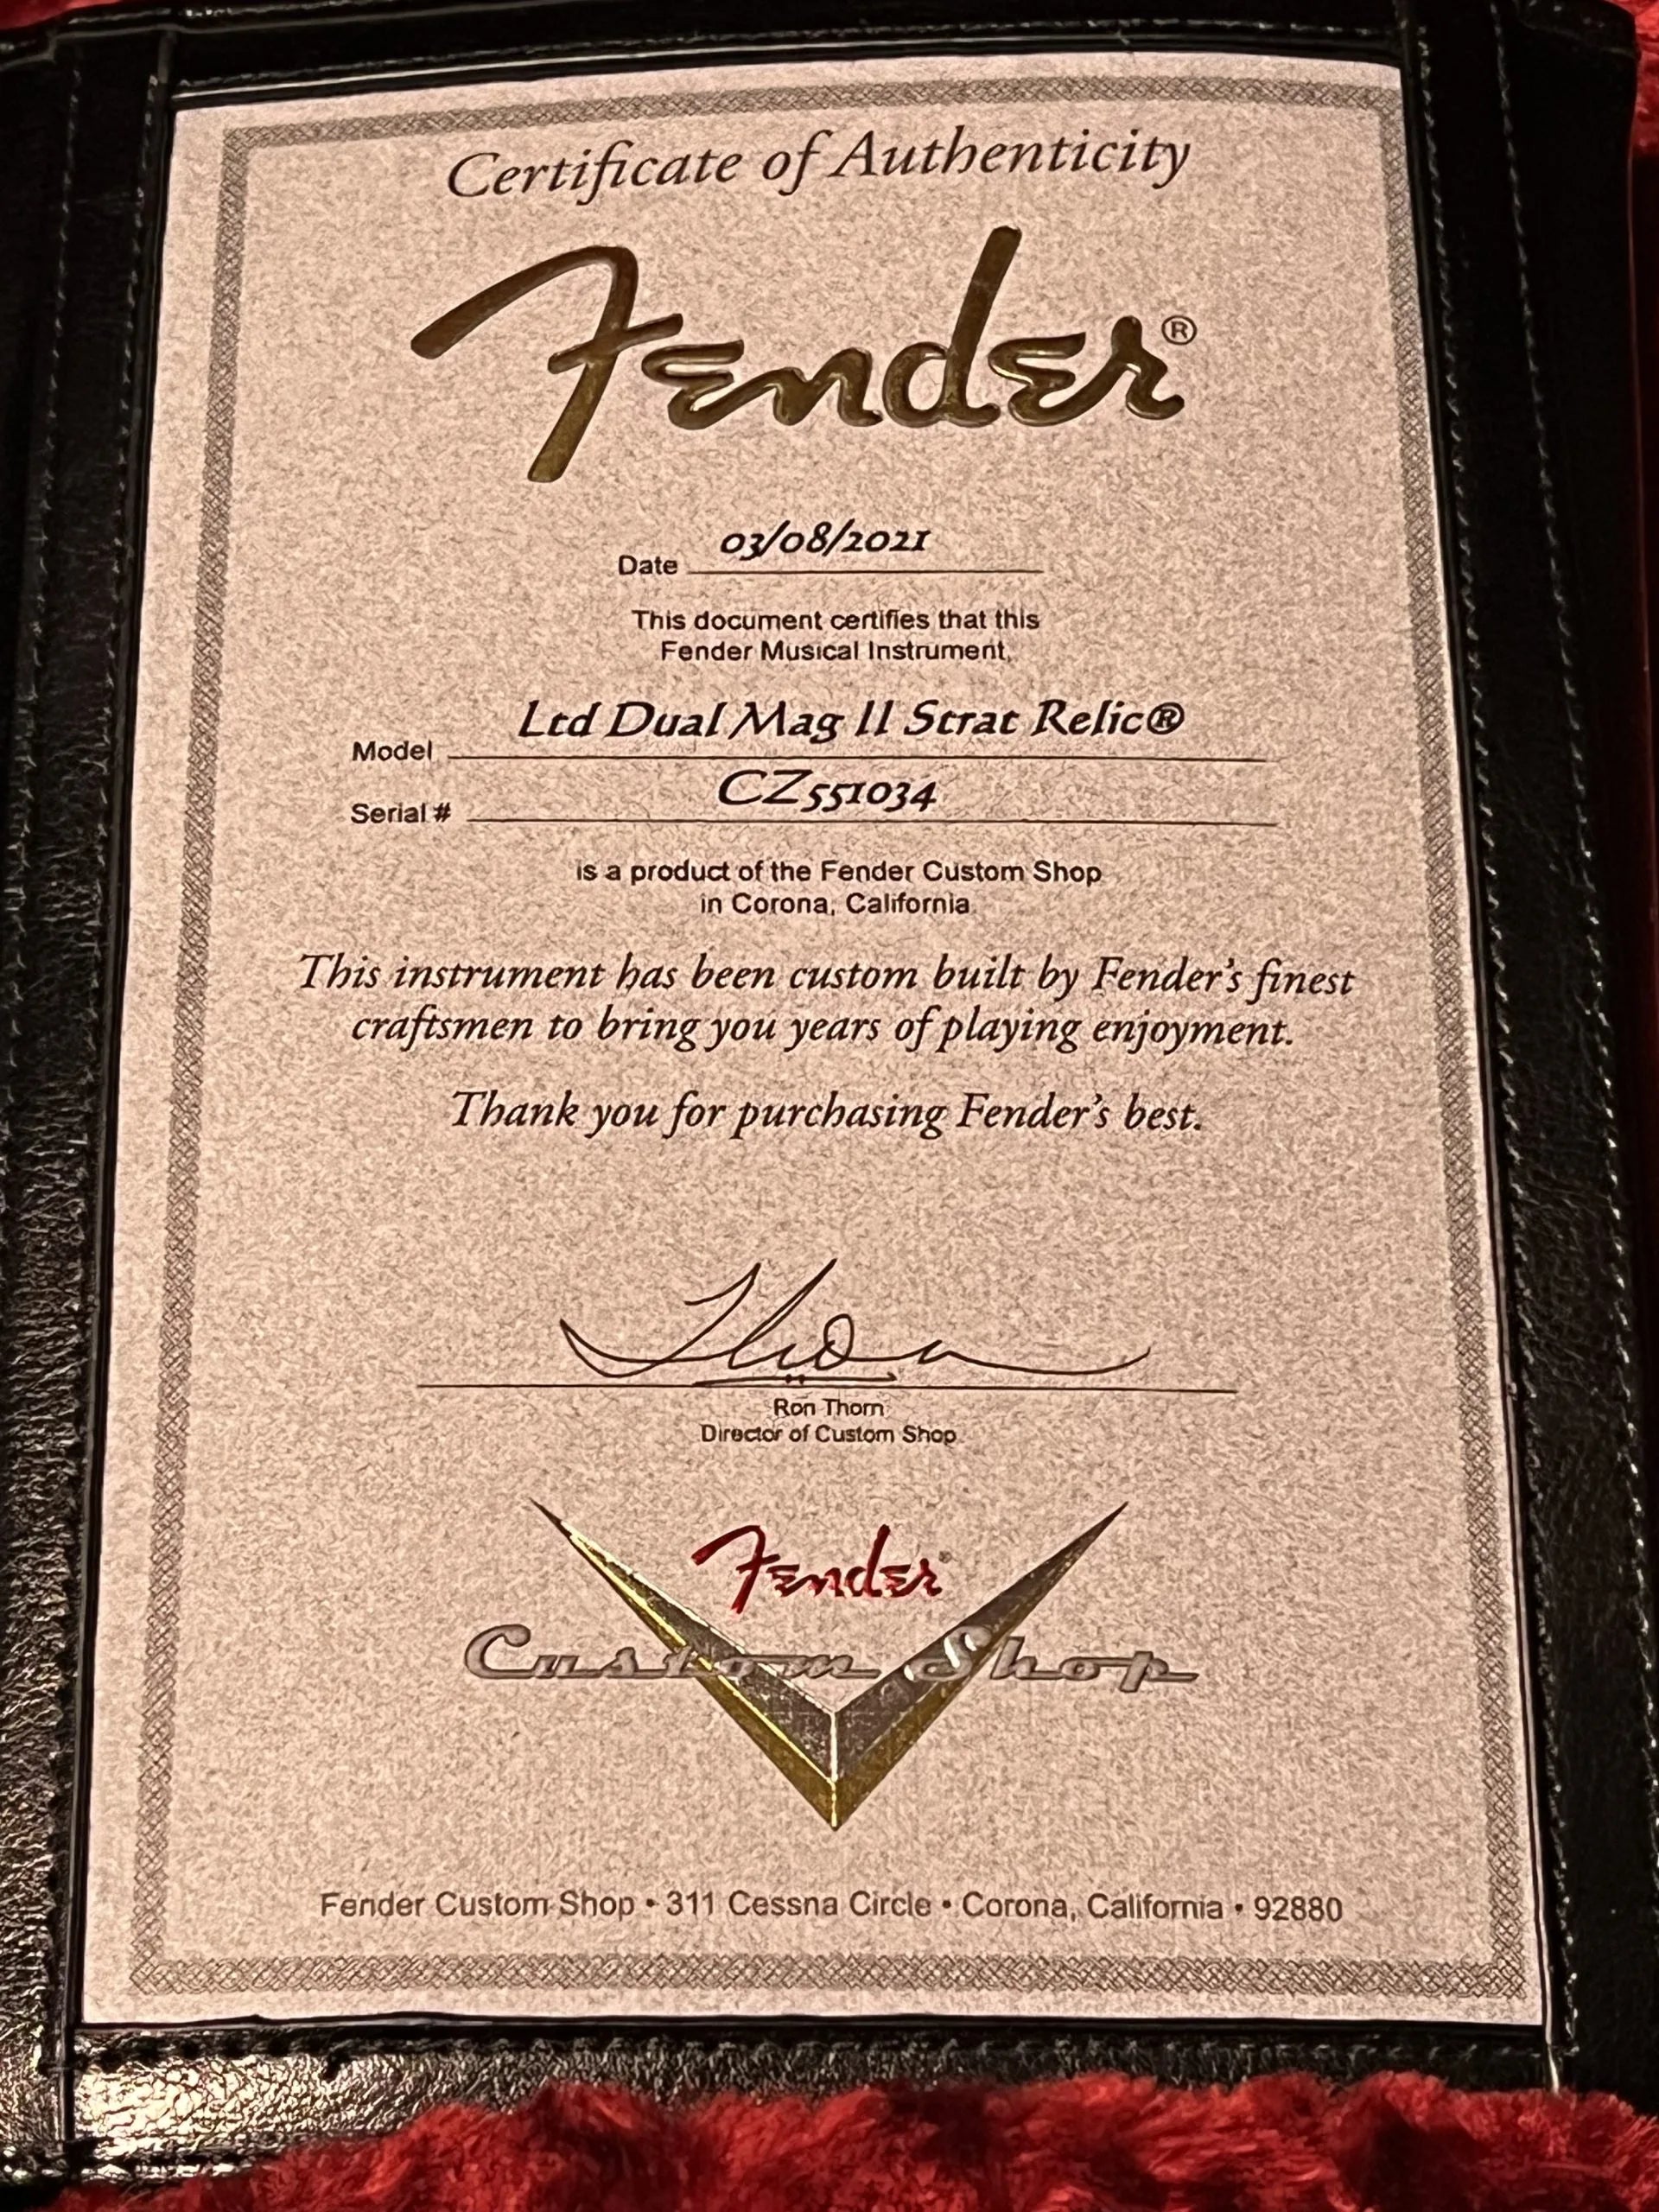 Certificate of Authenticity
Fender®
Date 03/08/2021
This document certifies that this
Fender Musical Instrument,
Model Ltd Dual Mag II Strat Relic®
Serial # CZ551034
is a product of the Fender Custom Shop
in Corona, California.
This instrument has been custom built by Fender's finest
craftsmen to bring you years of playing enjoyment.
Thank you for purchasing Fender's best.
Ron Thorn
Director of Custom Shop
Fender®
Custom Shop
Fender Custom Shop • 311 Cessna Circle • Corona, California • 92880